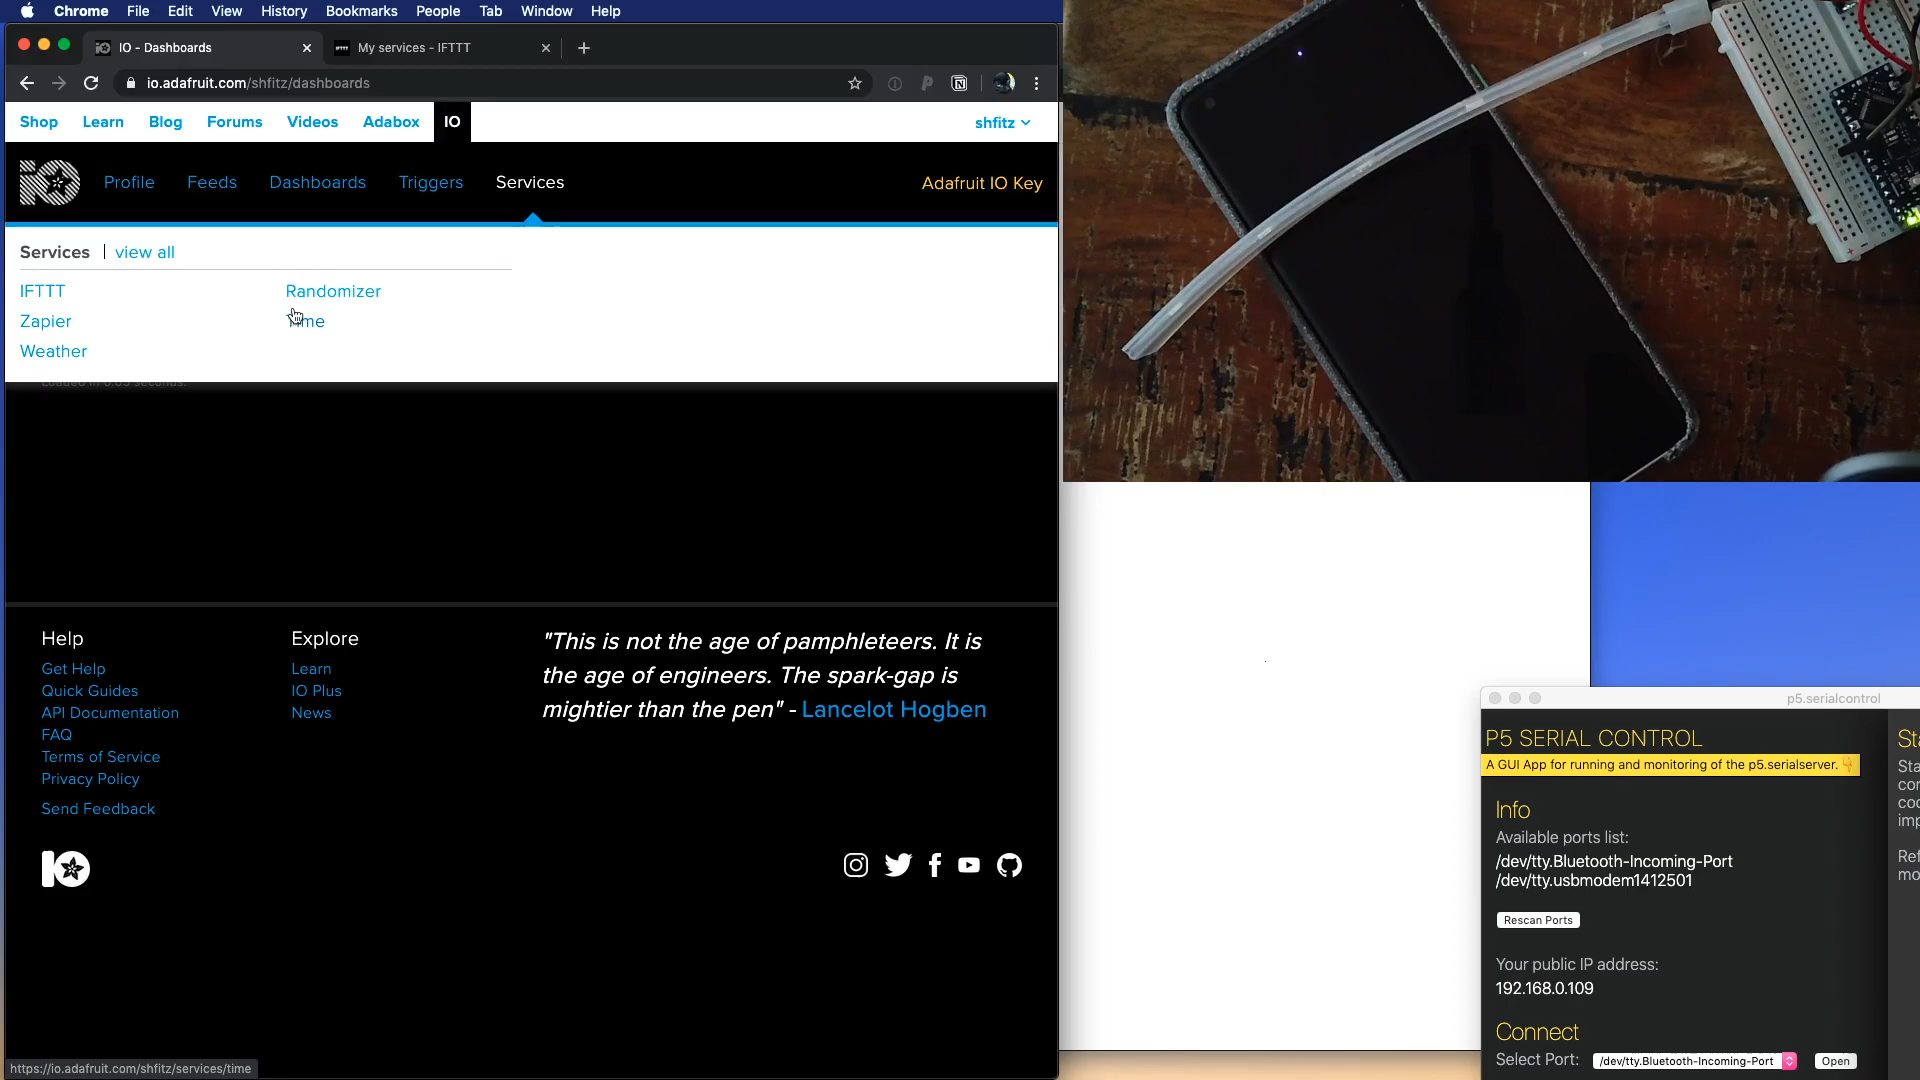 Chrome File Edit View History Bookmarks People Tab Window Help
IO - Dashboards
My services - IFTTT
io.adafruit.com/shfitz/dashboards
Shop Learn Blog Forums Videos Adabox IO
shfitz
Profile Feeds Dashboards Triggers Services
Adafruit IO Key
Services | view all
IFTTT Randomizer
Zapier Time
Weather
Loaded in 0.03 seconds.
Help
Get Help
Quick Guides
API Documentation
FAQ
Terms of Service
Privacy Policy
Send Feedback
Explore
Learn
IO Plus
News
"This is not the age of pamphleteers. It is
the age of engineers. The spark-gap is
mightier than the pen" - Lancelot Hogben
https://io.adafruit.com/shfitz/services/time
p5.serialcontrol
P5 SERIAL CONTROL
A GUI App for running and monitoring of the p5.serialserver.
Info
Available ports list:
/dev/tty.Bluetooth-Incoming-Port
/dev/tty.usbmodem1412501
Rescan Ports
Your public IP address:
192.168.0.109
Connect
Select Port: /dev/tty.Bluetooth-Incoming-Port Open